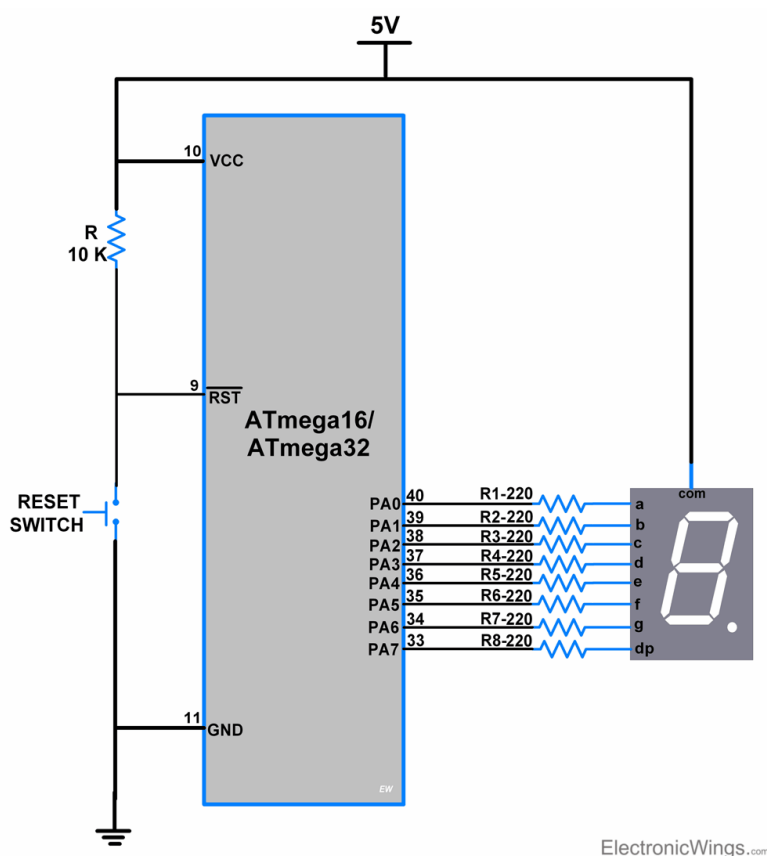 5V
10
VCC
R
10 K
9
RST
ATmega16/
ATmega32
RESET
SWITCH
com
PA0 40 R1-220 a
PA1 39 R2-220 b
PA2 38 R3-220 c
PA3 37 R4-220 d
PA4 36 R5-220 e
PA5 35 R6-220 f
PA6 34 R7-220 g
PA7 33 R8-220 dp
11
GND
EW
ElectronicWings.com